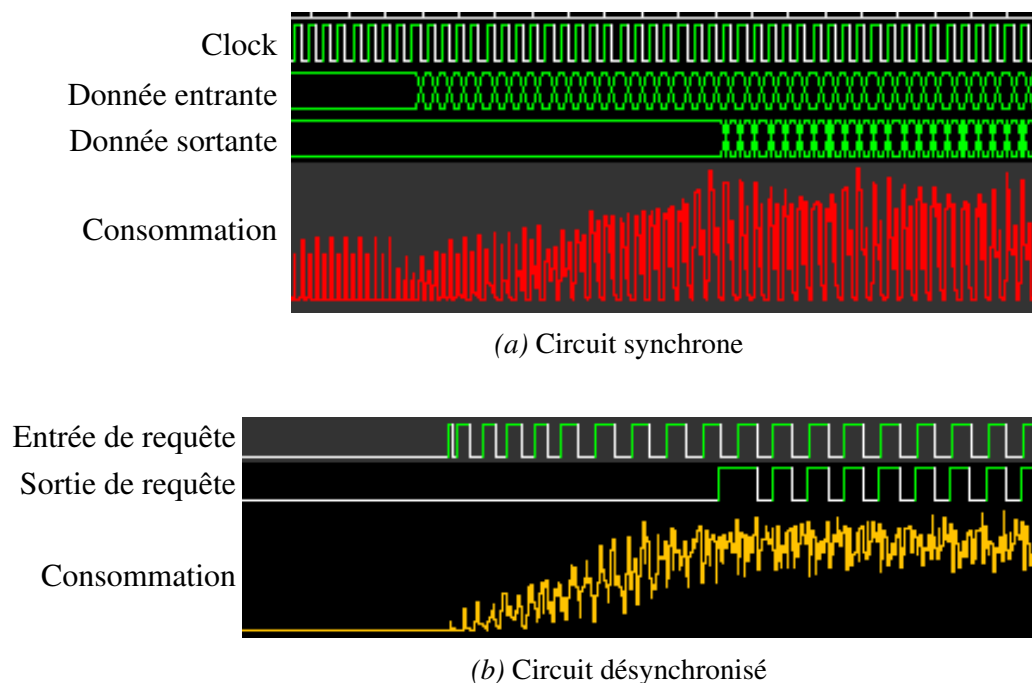 Clock
Donnée entrante
Donnée sortante
Consommation
(a) Circuit synchrone
Entrée de requête
Sortie de requête
Consommation
(b) Circuit désynchronisé